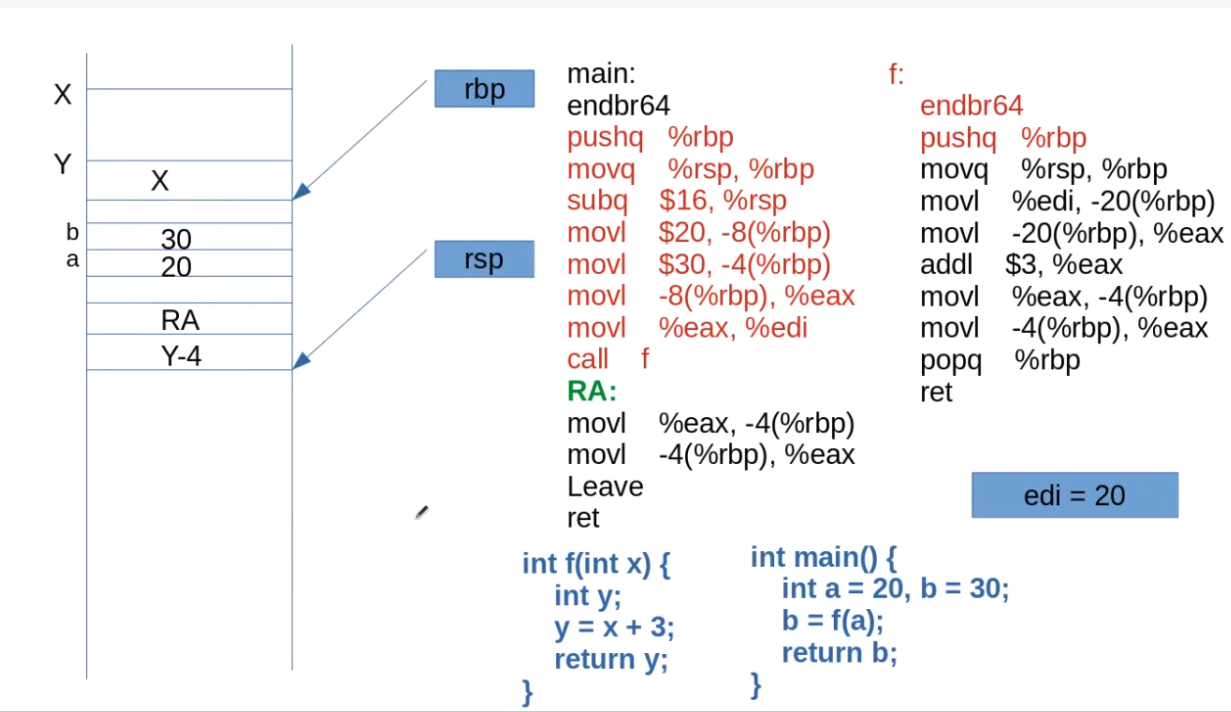 X
Y
X
b
30
a
20
RA
Y-4
rbp
rsp
main:
endbr64
pushq %rbp
movq %rsp, %rbp
subq $16, %rsp
movl $20, -8(%rbp)
movl $30, -4(%rbp)
movl -8(%rbp), %eax
movl %eax, %edi
call f
RA:
movl %eax, -4(%rbp)
movl -4(%rbp), %eax
Leave
ret
f:
endbr64
pushq %rbp
movq %rsp, %rbp
movl %edi, -20(%rbp)
movl -20(%rbp), %eax
addl $3, %eax
movl %eax, -4(%rbp)
movl -4(%rbp), %eax
popq %rbp
ret
edi = 20
int f(int x) {
int y;
y = x + 3;
return y;
}
int main() {
int a = 20, b = 30;
b = f(a);
return b;
}